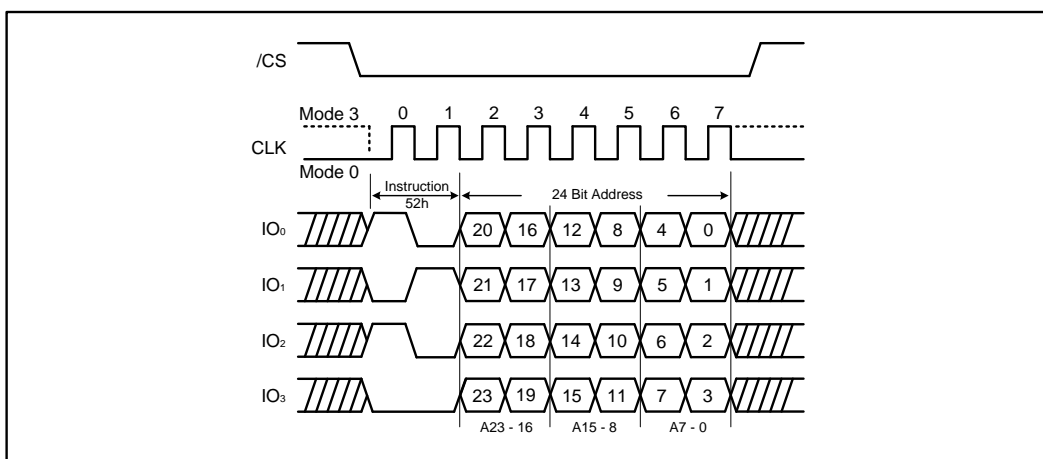 /CS
Mode 3 0 1 2 3 4 5 6 7
CLK
Mode 0
Instruction
52h
24 Bit Address
IO₀ 20 16 12 8 4 0
IO₁ 21 17 13 9 5 1
IO₂ 22 18 14 10 6 2
IO₃ 23 19 15 11 7 3
A23 - 16 A15 - 8 A7 - 0